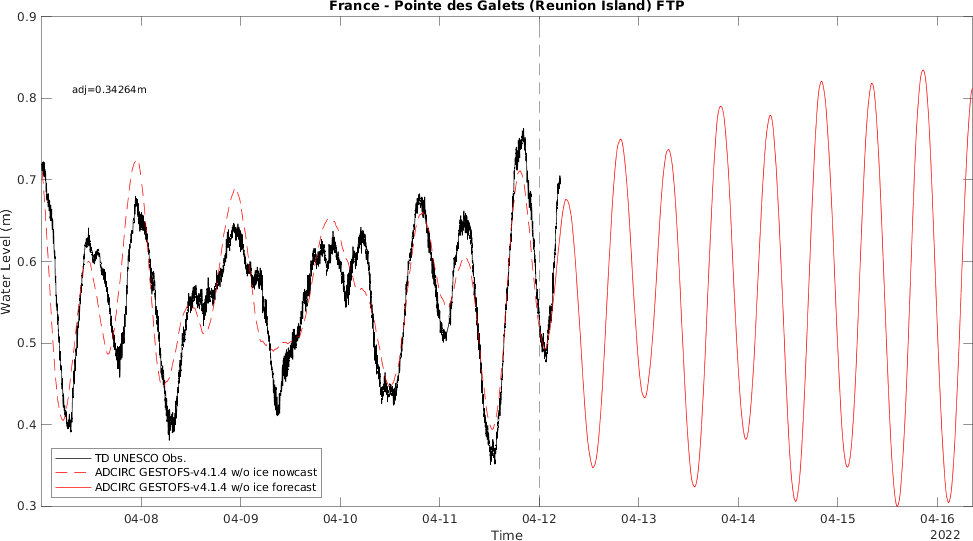 France - Pointe des Galets (Reunion Island) FTP
0.9
0.8
0.7
0.6
0.5
0.4
0.3
Water Level (m)
adj=0.34264m
TD UNESCO Obs.
ADCIRC GESTOFS-v4.1.4 w/o ice nowcast
ADCIRC GESTOFS-v4.1.4 w/o ice forecast
04-08 04-09 04-10 04-11 04-12 04-13 04-14 04-15 04-16
Time
2022